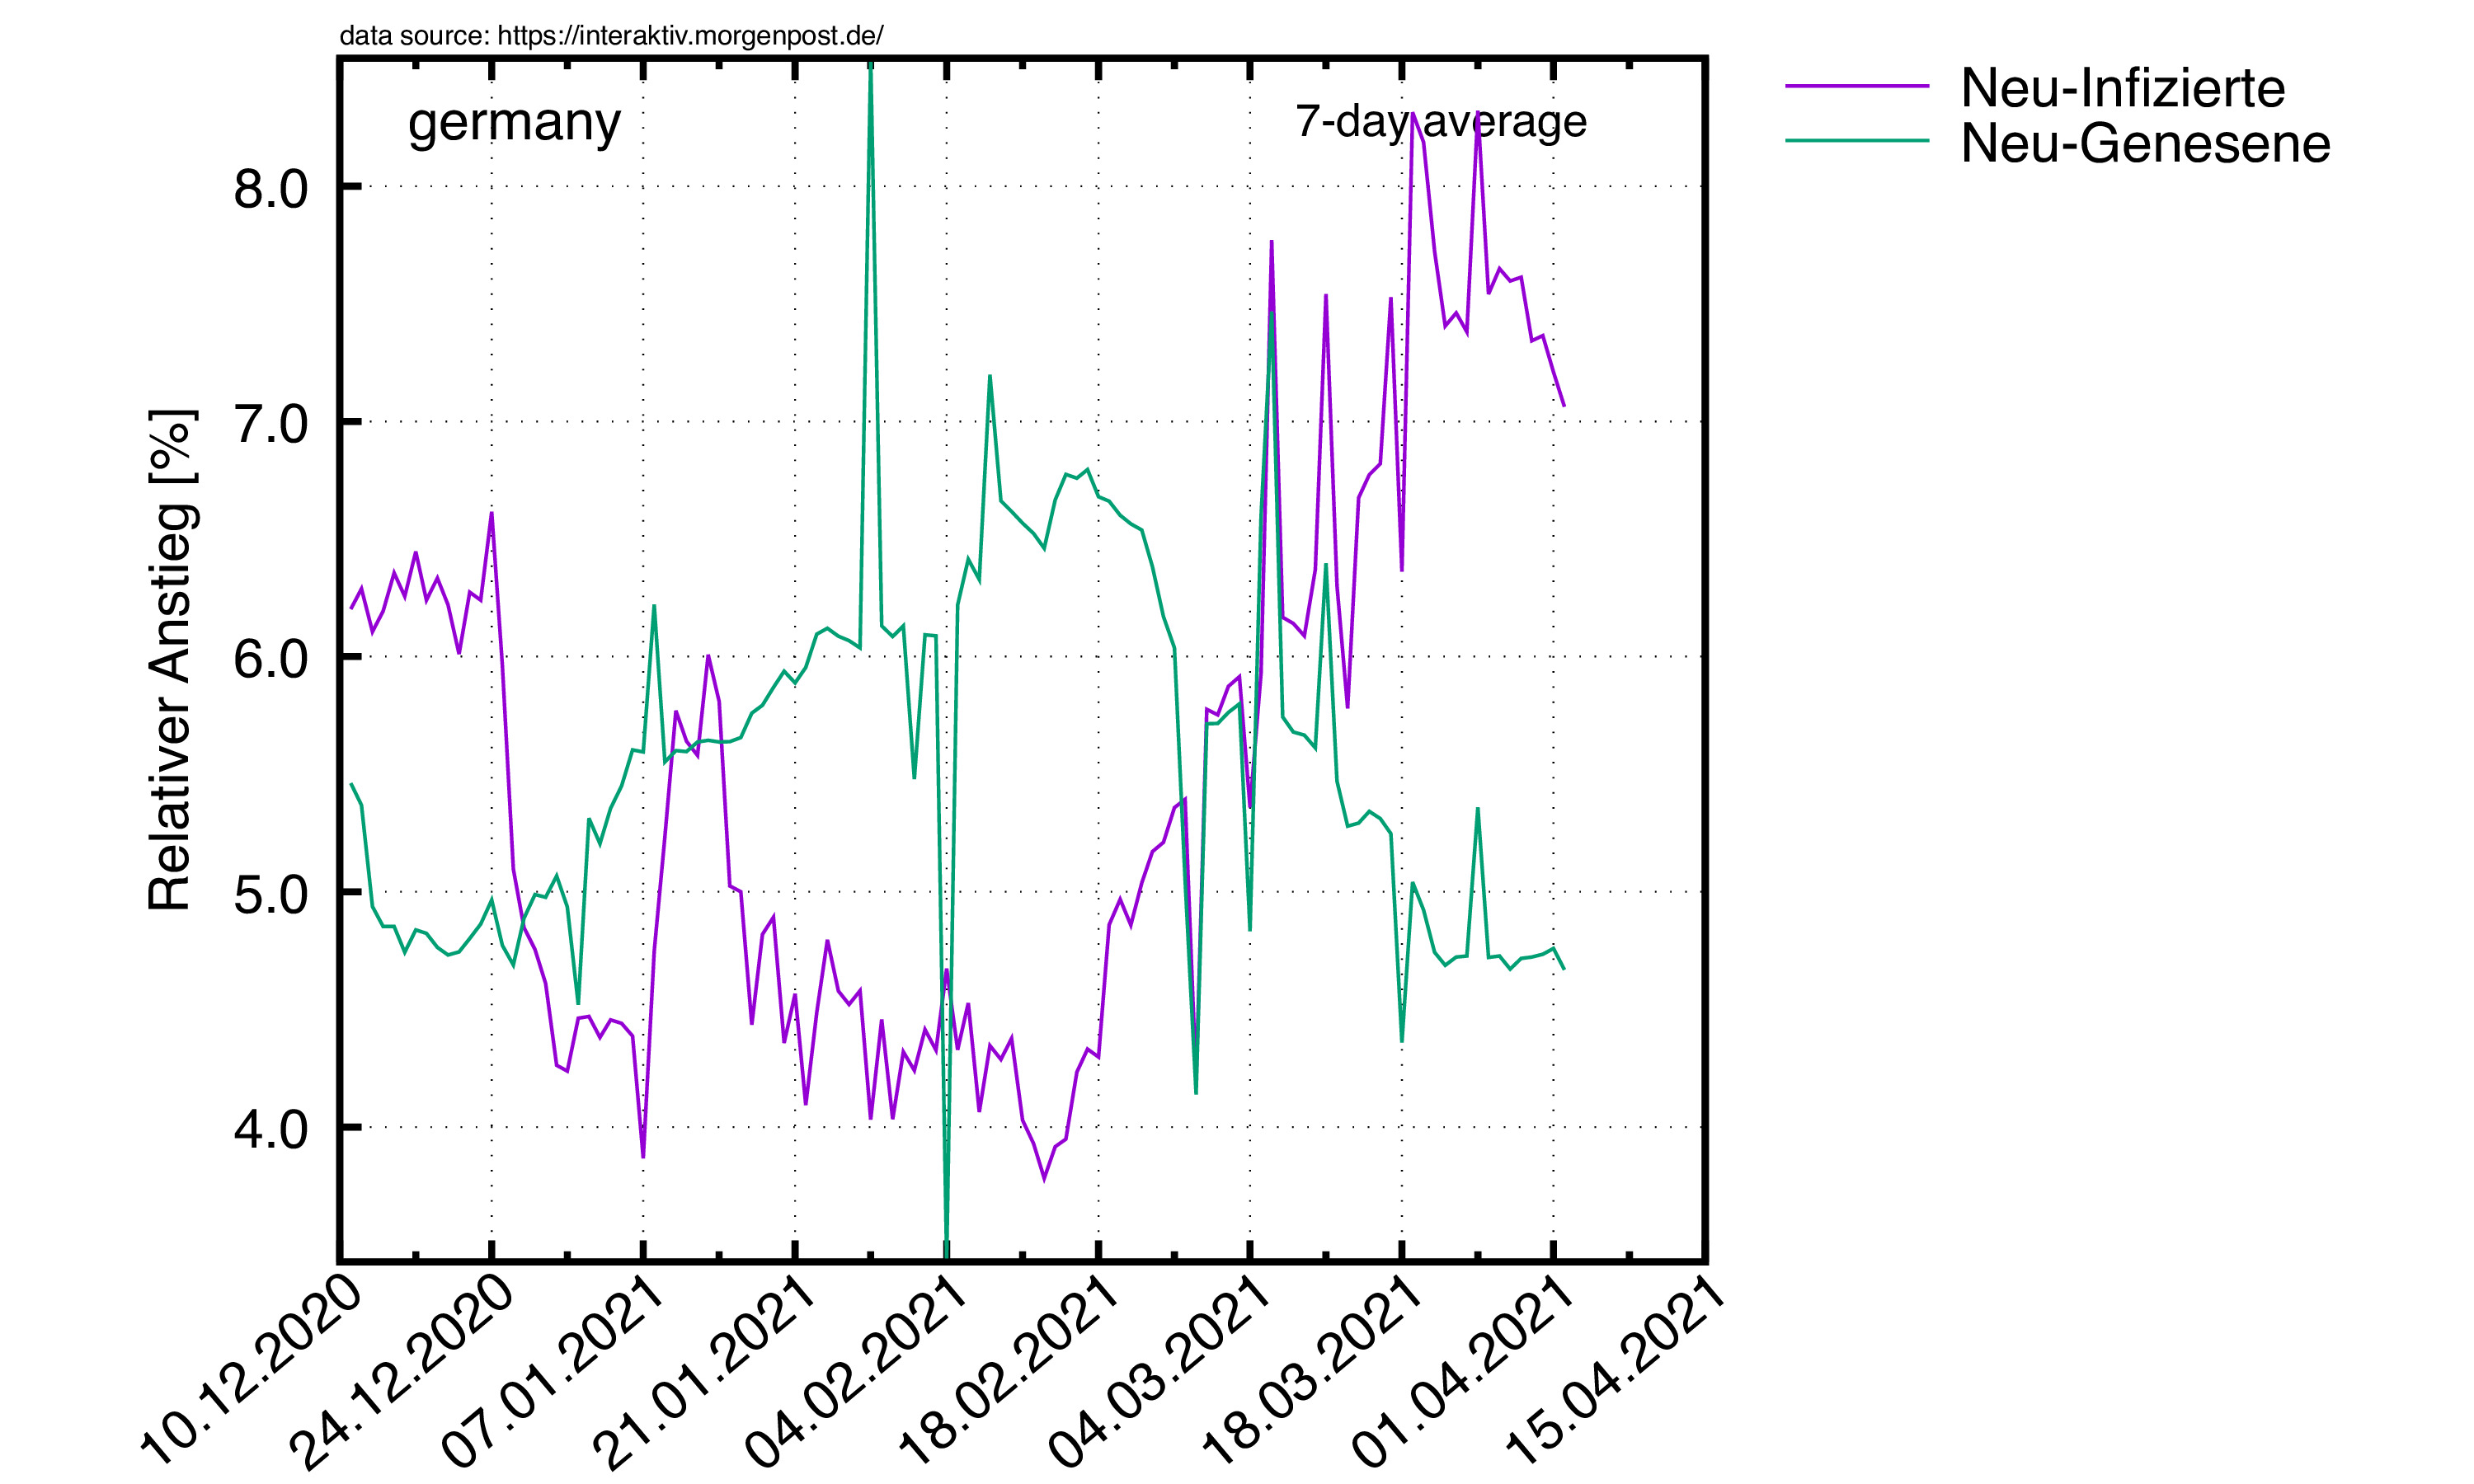 data source: https://interaktiv.morgenpost.de/
germany
7-day average
Neu-Infizierte
Neu-Genesene
Relativer Anstieg [%]
8.0
7.0
6.0
5.0
4.0
10.12.2020
24.12.2020
07.01.2021
21.01.2021
04.02.2021
18.02.2021
04.03.2021
18.03.2021
01.04.2021
15.04.2021